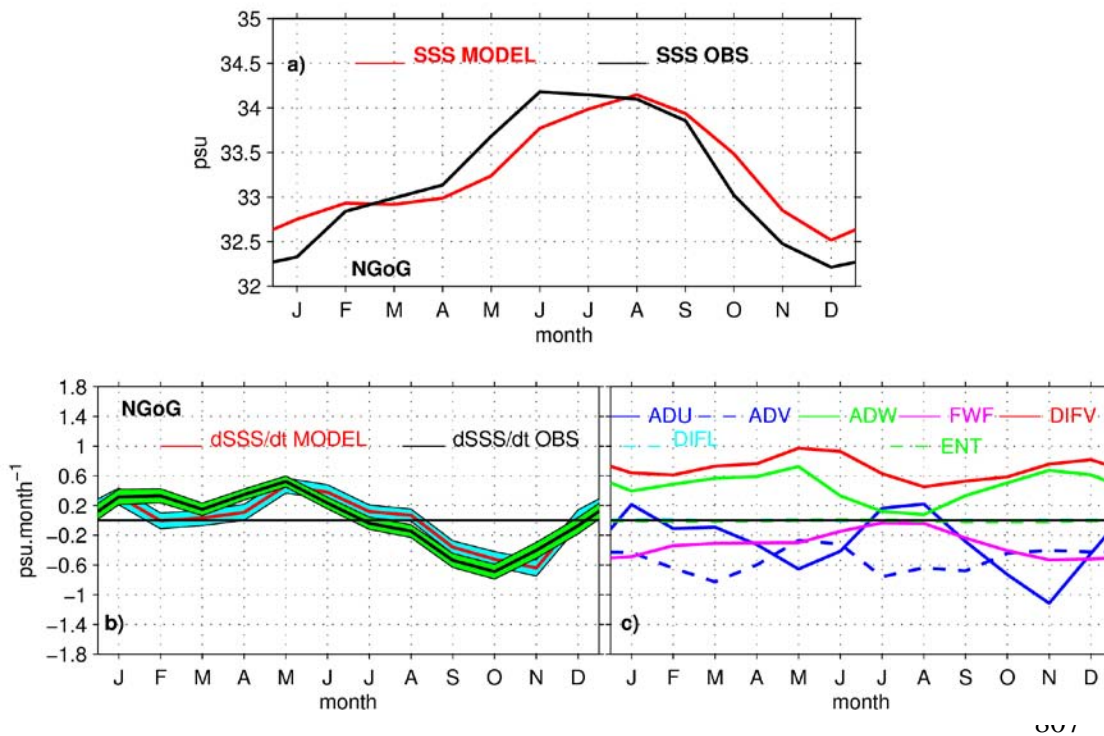 35
34.5
34
33.5
33
32.5
32
psu
a)
SSS MODEL SSS OBS
NGoG
J F M A M J J A S O N D
month
1.8
1.4
1
0.6
0.2
−0.2
−0.6
−1
−1.4
−1.8
psu.month⁻¹
NGoG
dSSS/dt MODEL dSSS/dt OBS
b)
J F M A M J J A S O N D
month
ADU ADV ADW FWF DIFV
DIFL ENT
c)
J F M A M J J A S O N D
month